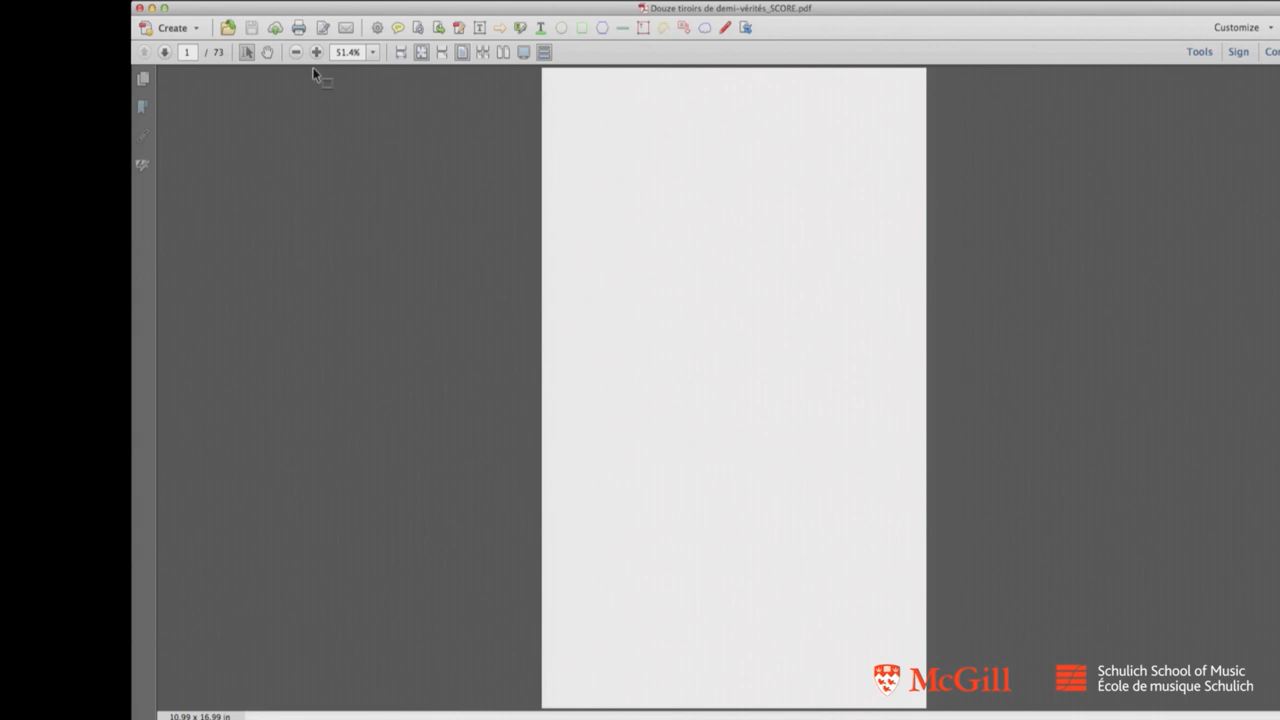 Douze tiroirs de demi-vérités_SCORE.pdf
Create
Customize
1 / 73
51.4%
Tools
Sign
McGill
Schulich School of Music
École de musique Schulich
10.99 x 16.99 in